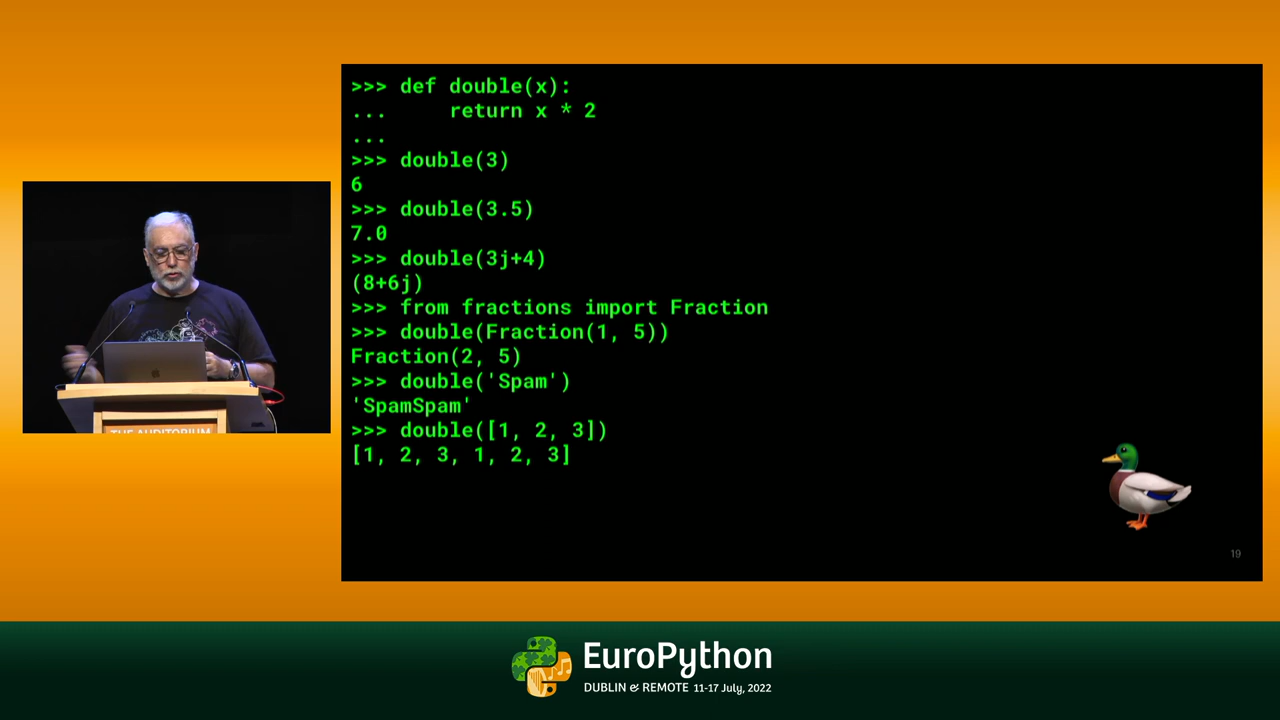 >>> def double(x):
...     return x * 2
...
>>> double(3)
6
>>> double(3.5)
7.0
>>> double(3j+4)
(8+6j)
>>> from fractions import Fraction
>>> double(Fraction(1, 5))
Fraction(2, 5)
>>> double('Spam')
'SpamSpam'
>>> double([1, 2, 3])
[1, 2, 3, 1, 2, 3]
19
THE AUDITORIUM
EuroPython
DUBLIN & REMOTE 11-17 July, 2022